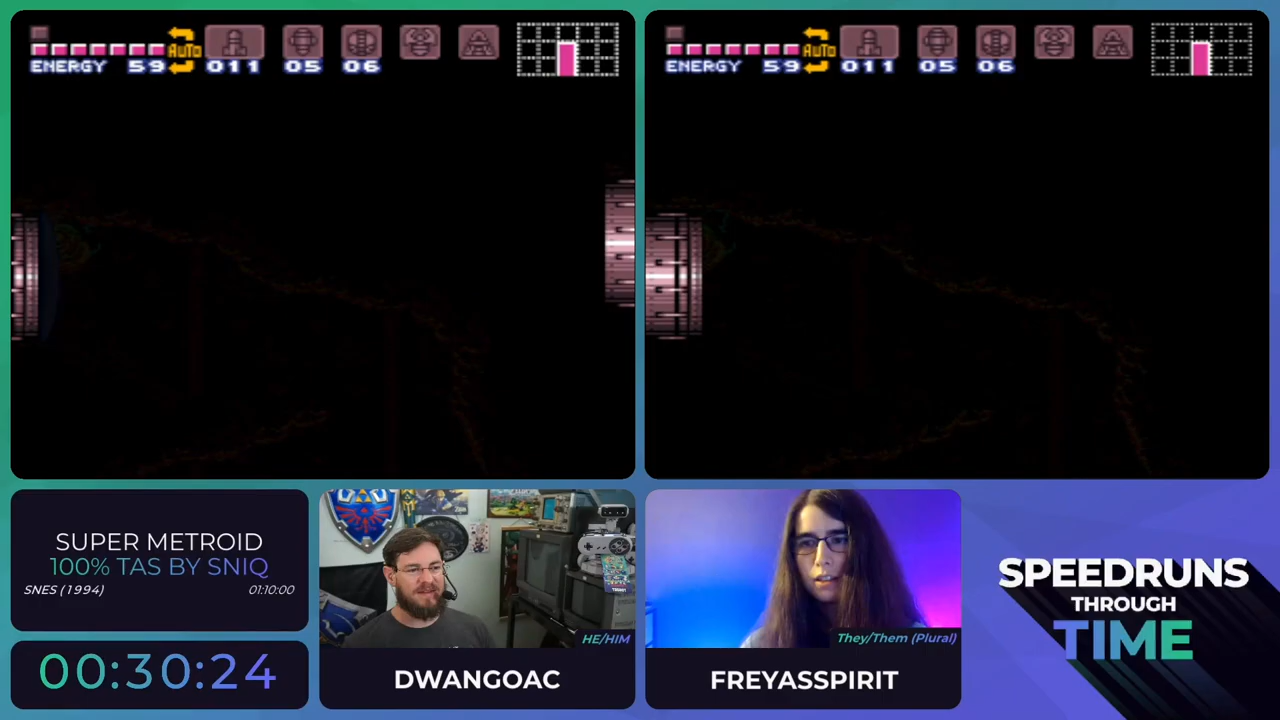 AUTO
ENERGY 59 011 05 06
AUTO
ENERGY 59 011 05 06
SUPER METROID
100% TAS BY SNIQ
SNES (1994) 01:10:00
00:30:24
HE/HIM
DWANGOAC
They/Them (Plural)
FREYASSPIRIT
SPEEDRUNS
THROUGH
TIME